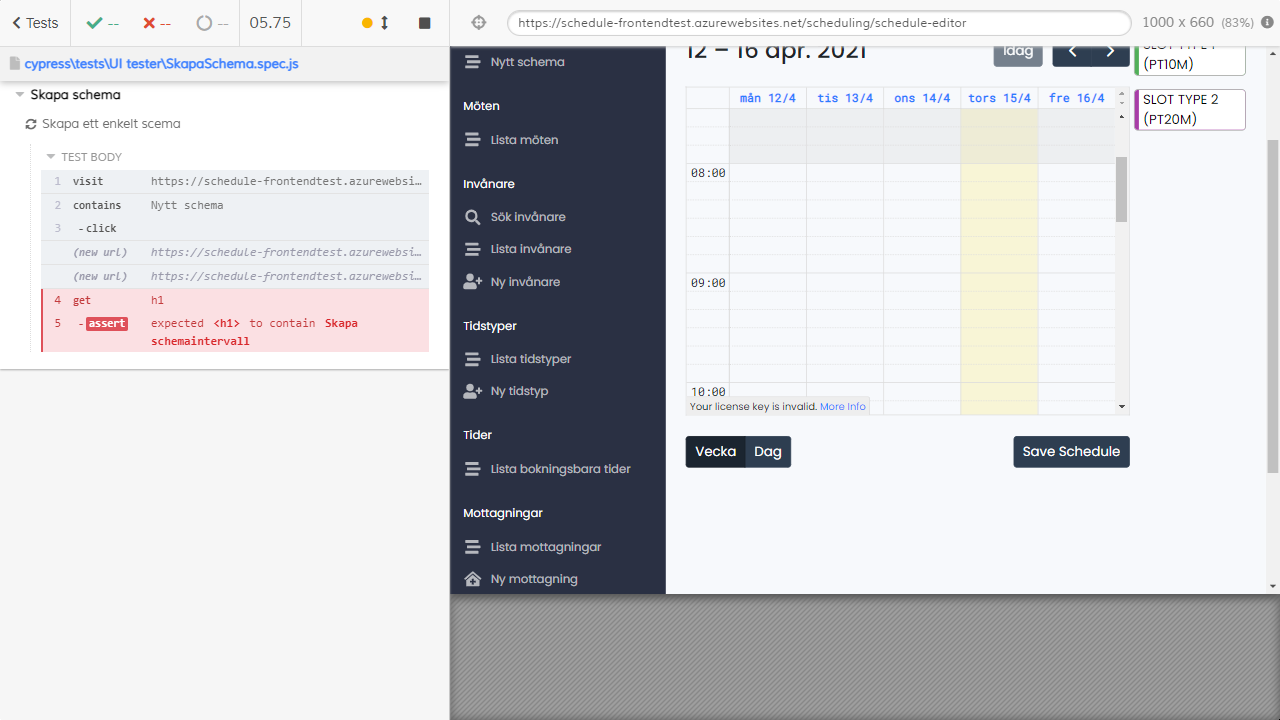 Tests
--
--
--
05.75
https://schedule-frontendtest.azurewebsites.net/scheduling/schedule-editor
1000 x 660 (83%)
cypress\tests\UI tester\SkapaSchema.spec.js
Skapa schema
Skapa ett enkelt scema
TEST BODY
1 visit https://schedule-frontendtest.azurewebsi…
2 contains Nytt schema
3 - click
(new url) https://schedule-frontendtest.azurewebsi…
(new url) https://schedule-frontendtest.azurewebsi…
4 get h1
5 - assert expected <h1> to contain Skapa
schemaintervall
Nytt schema
Möten
Lista möten
Invånare
Sök invånare
Lista invånare
Ny invånare
Tidstyper
Lista tidstyper
Ny tidstyp
Tider
Lista bokningsbara tider
Mottagningar
Lista mottagningar
Ny mottagning
12 – 16 apr. 2021
Idag
mån 12/4 tis 13/4 ons 14/4 tors 15/4 fre 16/4
08:00
09:00
10:00
Your license key is invalid. More Info
Vecka Dag
Save Schedule
SLOT TYPE 1
(PT10M)
SLOT TYPE 2
(PT20M)